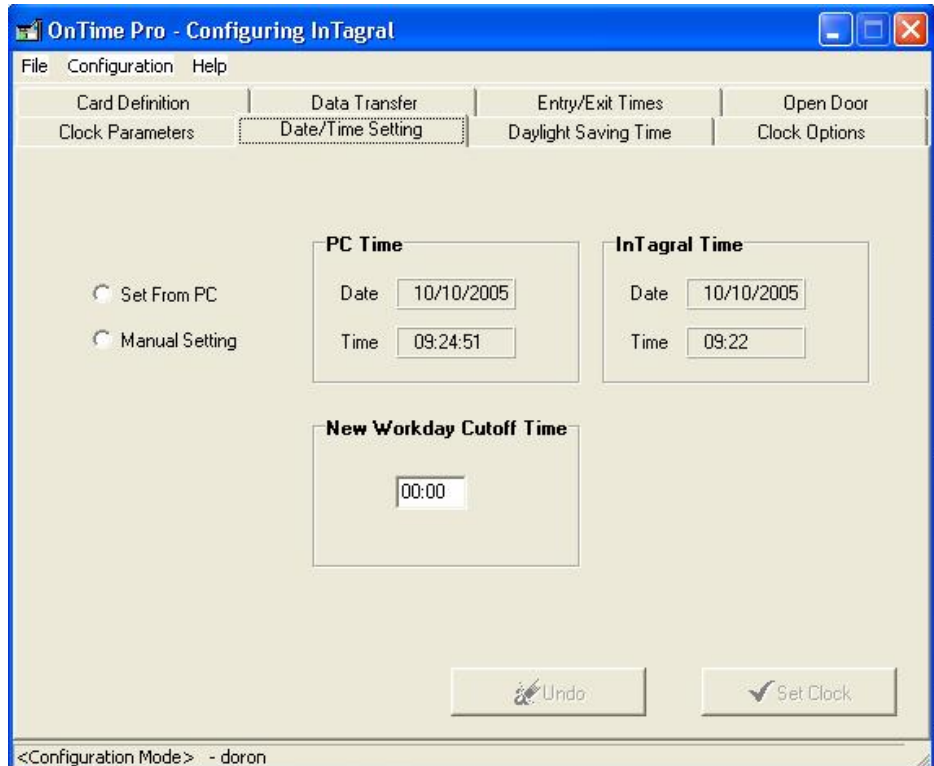 OnTime Pro - Configuring InTagral
File Configuration Help
Card Definition Data Transfer Entry/Exit Times Open Door
Clock Parameters Date/Time Setting Daylight Saving Time Clock Options
PC Time InTagral Time
Set From PC Date 10/10/2005 Date 10/10/2005
Manual Setting Time 09:24:51 Time 09:22
New Workday Cutoff Time
00:00
Undo Set Clock
<Configuration Mode> - doron